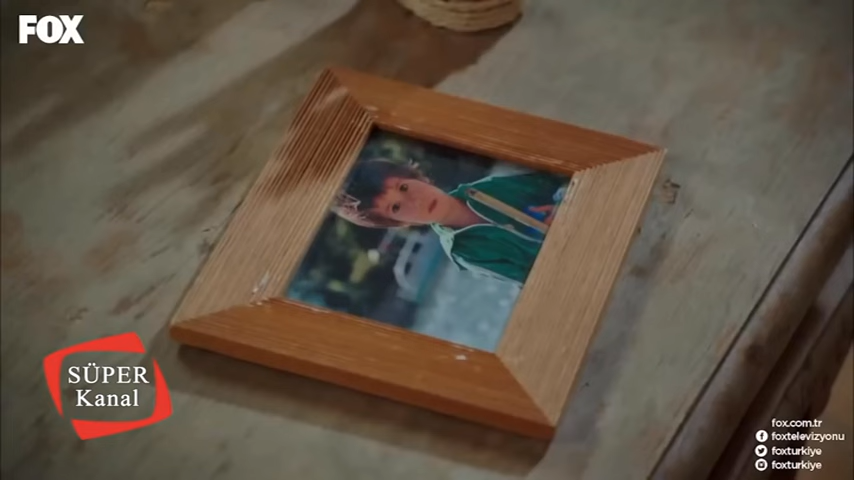 FOX
SÜPER
Kanal
fox.com.tr
foxtelevizyonu
foxturkiye
foxturkiye